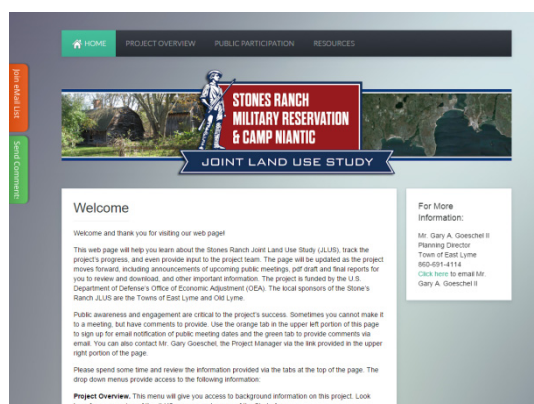 HOME PROJECT OVERVIEW PUBLIC PARTICIPATION RESOURCES
Join eMail List
Send Comment
STONES RANCH
MILITARY RESERVATION
& CAMP NIANTIC
JOINT LAND USE STUDY
Welcome
Welcome and thank you for visiting our web page!
This web page will help you learn about the Stones Ranch Joint Land Use Study (JLUS), track the
project's progress, and even provide input to the project team. The page will be updated as the project
moves forward, including announcements of upcoming public meetings, pdf draft and final reports for
you to review and download, and other important information. The project is funded by the U.S.
Department of Defense's Office of Economic Adjustment (OEA). The local sponsors of the Stone's
Ranch JLUS are the Towns of East Lyme and Old Lyme.
Public awareness and engagement are critical to the project's success. Sometimes you cannot make it
to a meeting, but have comments to provide. Use the orange tab in the upper left portion of this page
to sign up for email notification of public meeting dates and the green tab to provide comments via
email. You can also contact Mr. Gary Goeschel, the Project Manager via the link provided in the upper
right portion of the page.
Please spend some time and review the information provided via the tabs at the top of the page. The
drop down menus provide access to the following information:
Project Overview. This menu will give you access to background information on this project. Look
For More
Information:
Mr. Gary A. Goeschel II
Planning Director
Town of East Lyme
860-691-4114
Click here to email Mr.
Gary A. Goeschel II